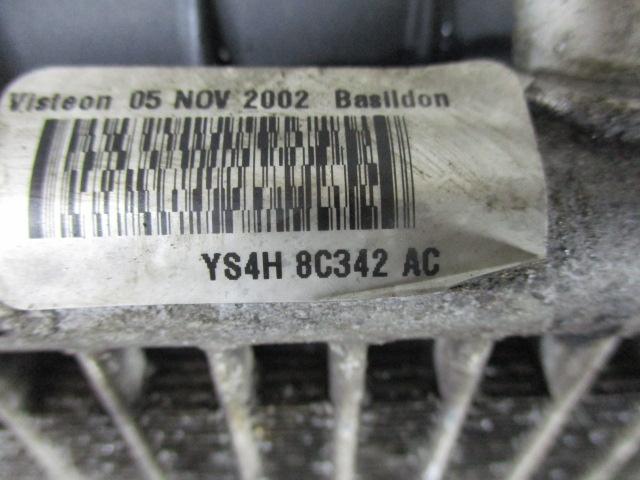 Visteon 05 NOV 2002 Basildon
YS4H 8C342 AC